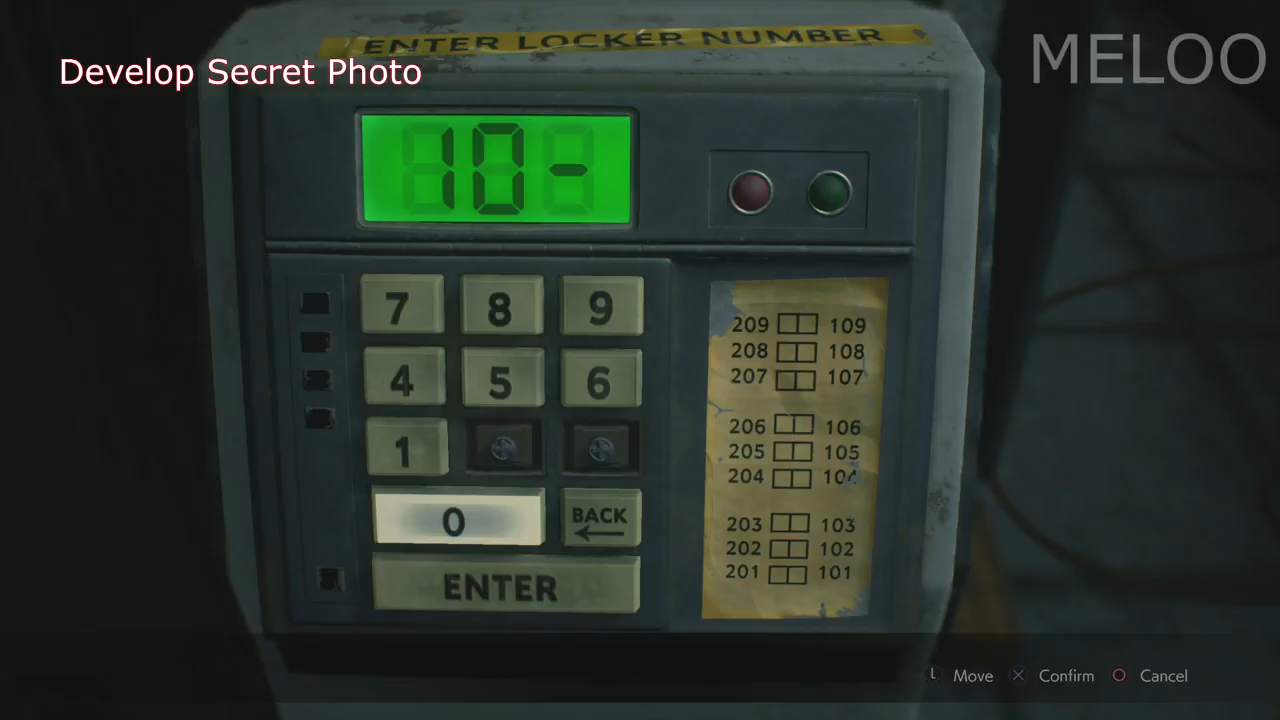 ENTER LOCKER NUMBER
MELOO
Develop Secret Photo
10-
7 8 9
4 5 6
1
0 BACK
ENTER
209 109
208 108
207 107
206 106
205 105
204 104
203 103
202 102
201 101
L Move Confirm Cancel